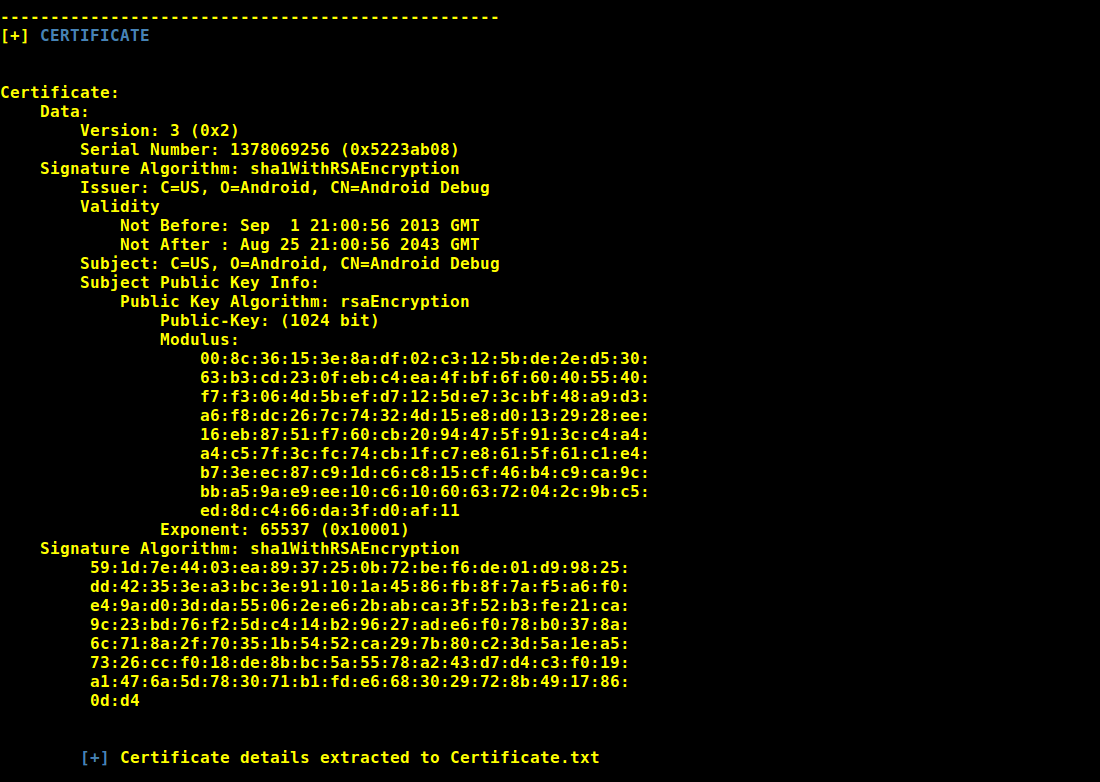 --------------------------------------------------
[+] CERTIFICATE
Certificate:
    Data:
        Version: 3 (0x2)
        Serial Number: 1378069256 (0x5223ab08)
    Signature Algorithm: sha1WithRSAEncryption
        Issuer: C=US, O=Android, CN=Android Debug
        Validity
            Not Before: Sep  1 21:00:56 2013 GMT
            Not After : Aug 25 21:00:56 2043 GMT
        Subject: C=US, O=Android, CN=Android Debug
        Subject Public Key Info:
            Public Key Algorithm: rsaEncryption
                Public-Key: (1024 bit)
                Modulus:
                    00:8c:36:15:3e:8a:df:02:c3:12:5b:de:2e:d5:30:
                    63:b3:cd:23:0f:eb:c4:ea:4f:bf:6f:60:40:55:40:
                    f7:f3:06:4d:5b:ef:d7:12:5d:e7:3c:bf:48:a9:d3:
                    a6:f8:dc:26:7c:74:32:4d:15:e8:d0:13:29:28:ee:
                    16:eb:87:51:f7:60:cb:20:94:47:5f:91:3c:c4:a4:
                    a4:c5:7f:3c:fc:74:cb:1f:c7:e8:61:5f:61:c1:e4:
                    b7:3e:ec:87:c9:1d:c6:c8:15:cf:46:b4:c9:ca:9c:
                    bb:a5:9a:e9:ee:10:c6:10:60:63:72:04:2c:9b:c5:
                    ed:8d:c4:66:da:3f:d0:af:11
                Exponent: 65537 (0x10001)
    Signature Algorithm: sha1WithRSAEncryption
         59:1d:7e:44:03:ea:89:37:25:0b:72:be:f6:de:01:d9:98:25:
         dd:42:35:3e:a3:bc:3e:91:10:1a:45:86:fb:8f:7a:f5:a6:f0:
         e4:9a:d0:3d:da:55:06:2e:e6:2b:ab:ca:3f:52:b3:fe:21:ca:
         9c:23:bd:76:f2:5d:c4:14:b2:96:27:ad:e6:f0:78:b0:37:8a:
         6c:71:8a:2f:70:35:1b:54:52:ca:29:7b:80:c2:3d:5a:1e:a5:
         73:26:cc:f0:18:de:8b:bc:5a:55:78:a2:43:d7:d4:c3:f0:19:
         a1:47:6a:5d:78:30:71:b1:fd:e6:68:30:29:72:8b:49:17:86:
         0d:d4
        [+] Certificate details extracted to Certificate.txt